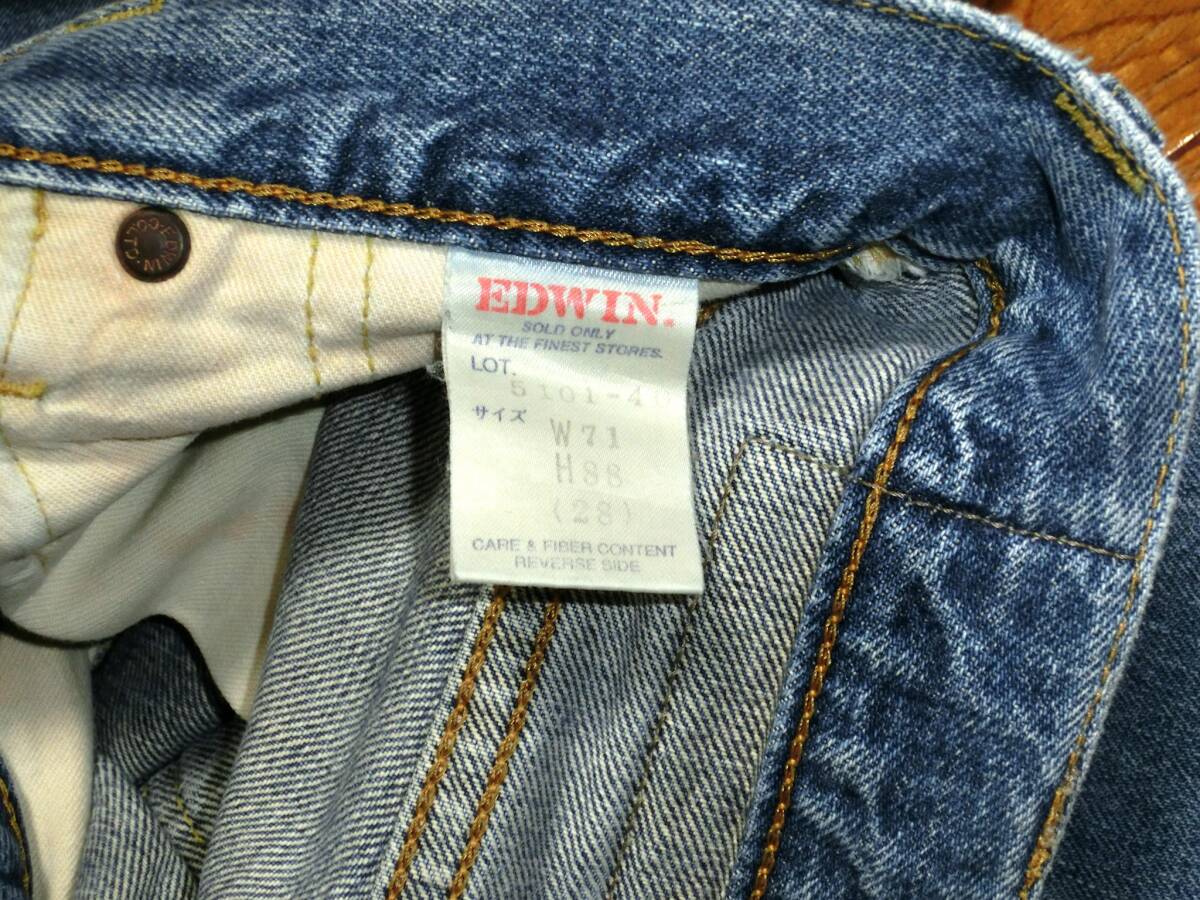 EDWIN.
SOLD ONLY
AT THE FINEST STORES.
LOT.
サイズ W71
H88
(28)
CARE & FIBER CONTENT
REVERSE SIDE
EDWIN